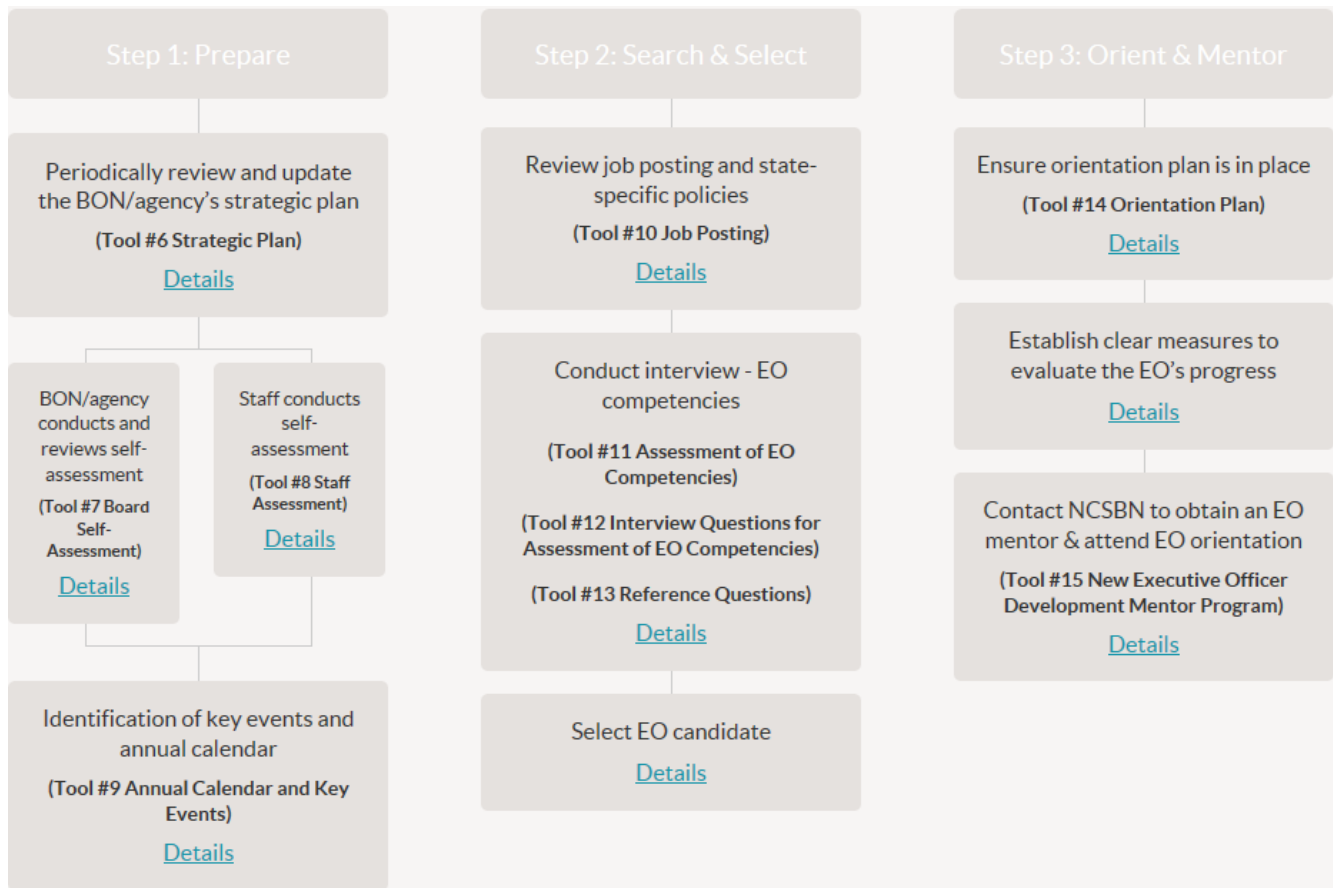 Step 1: Prepare
Periodically review and update
the BON/agency’s strategic plan
(Tool #6 Strategic Plan)
Details
BON/agency
conducts and
reviews self-
assessment
(Tool #7 Board
Self-
Assessment)
Details
Staff conducts
self-
assessment
(Tool #8 Staff
Assessment)
Details
Identification of key events and
annual calendar
(Tool #9 Annual Calendar and Key
Events)
Details
Step 2: Search & Select
Review job posting and state-
specific policies
(Tool #10 Job Posting)
Details
Conduct interview - EO
competencies
(Tool #11 Assessment of EO
Competencies)
(Tool #12 Interview Questions for
Assessment of EO Competencies)
(Tool #13 Reference Questions)
Details
Select EO candidate
Details
Step 3: Orient & Mentor
Ensure orientation plan is in place
(Tool #14 Orientation Plan)
Details
Establish clear measures to
evaluate the EO’s progress
Details
Contact NCSBN to obtain an EO
mentor & attend EO orientation
(Tool #15 New Executive Officer
Development Mentor Program)
Details